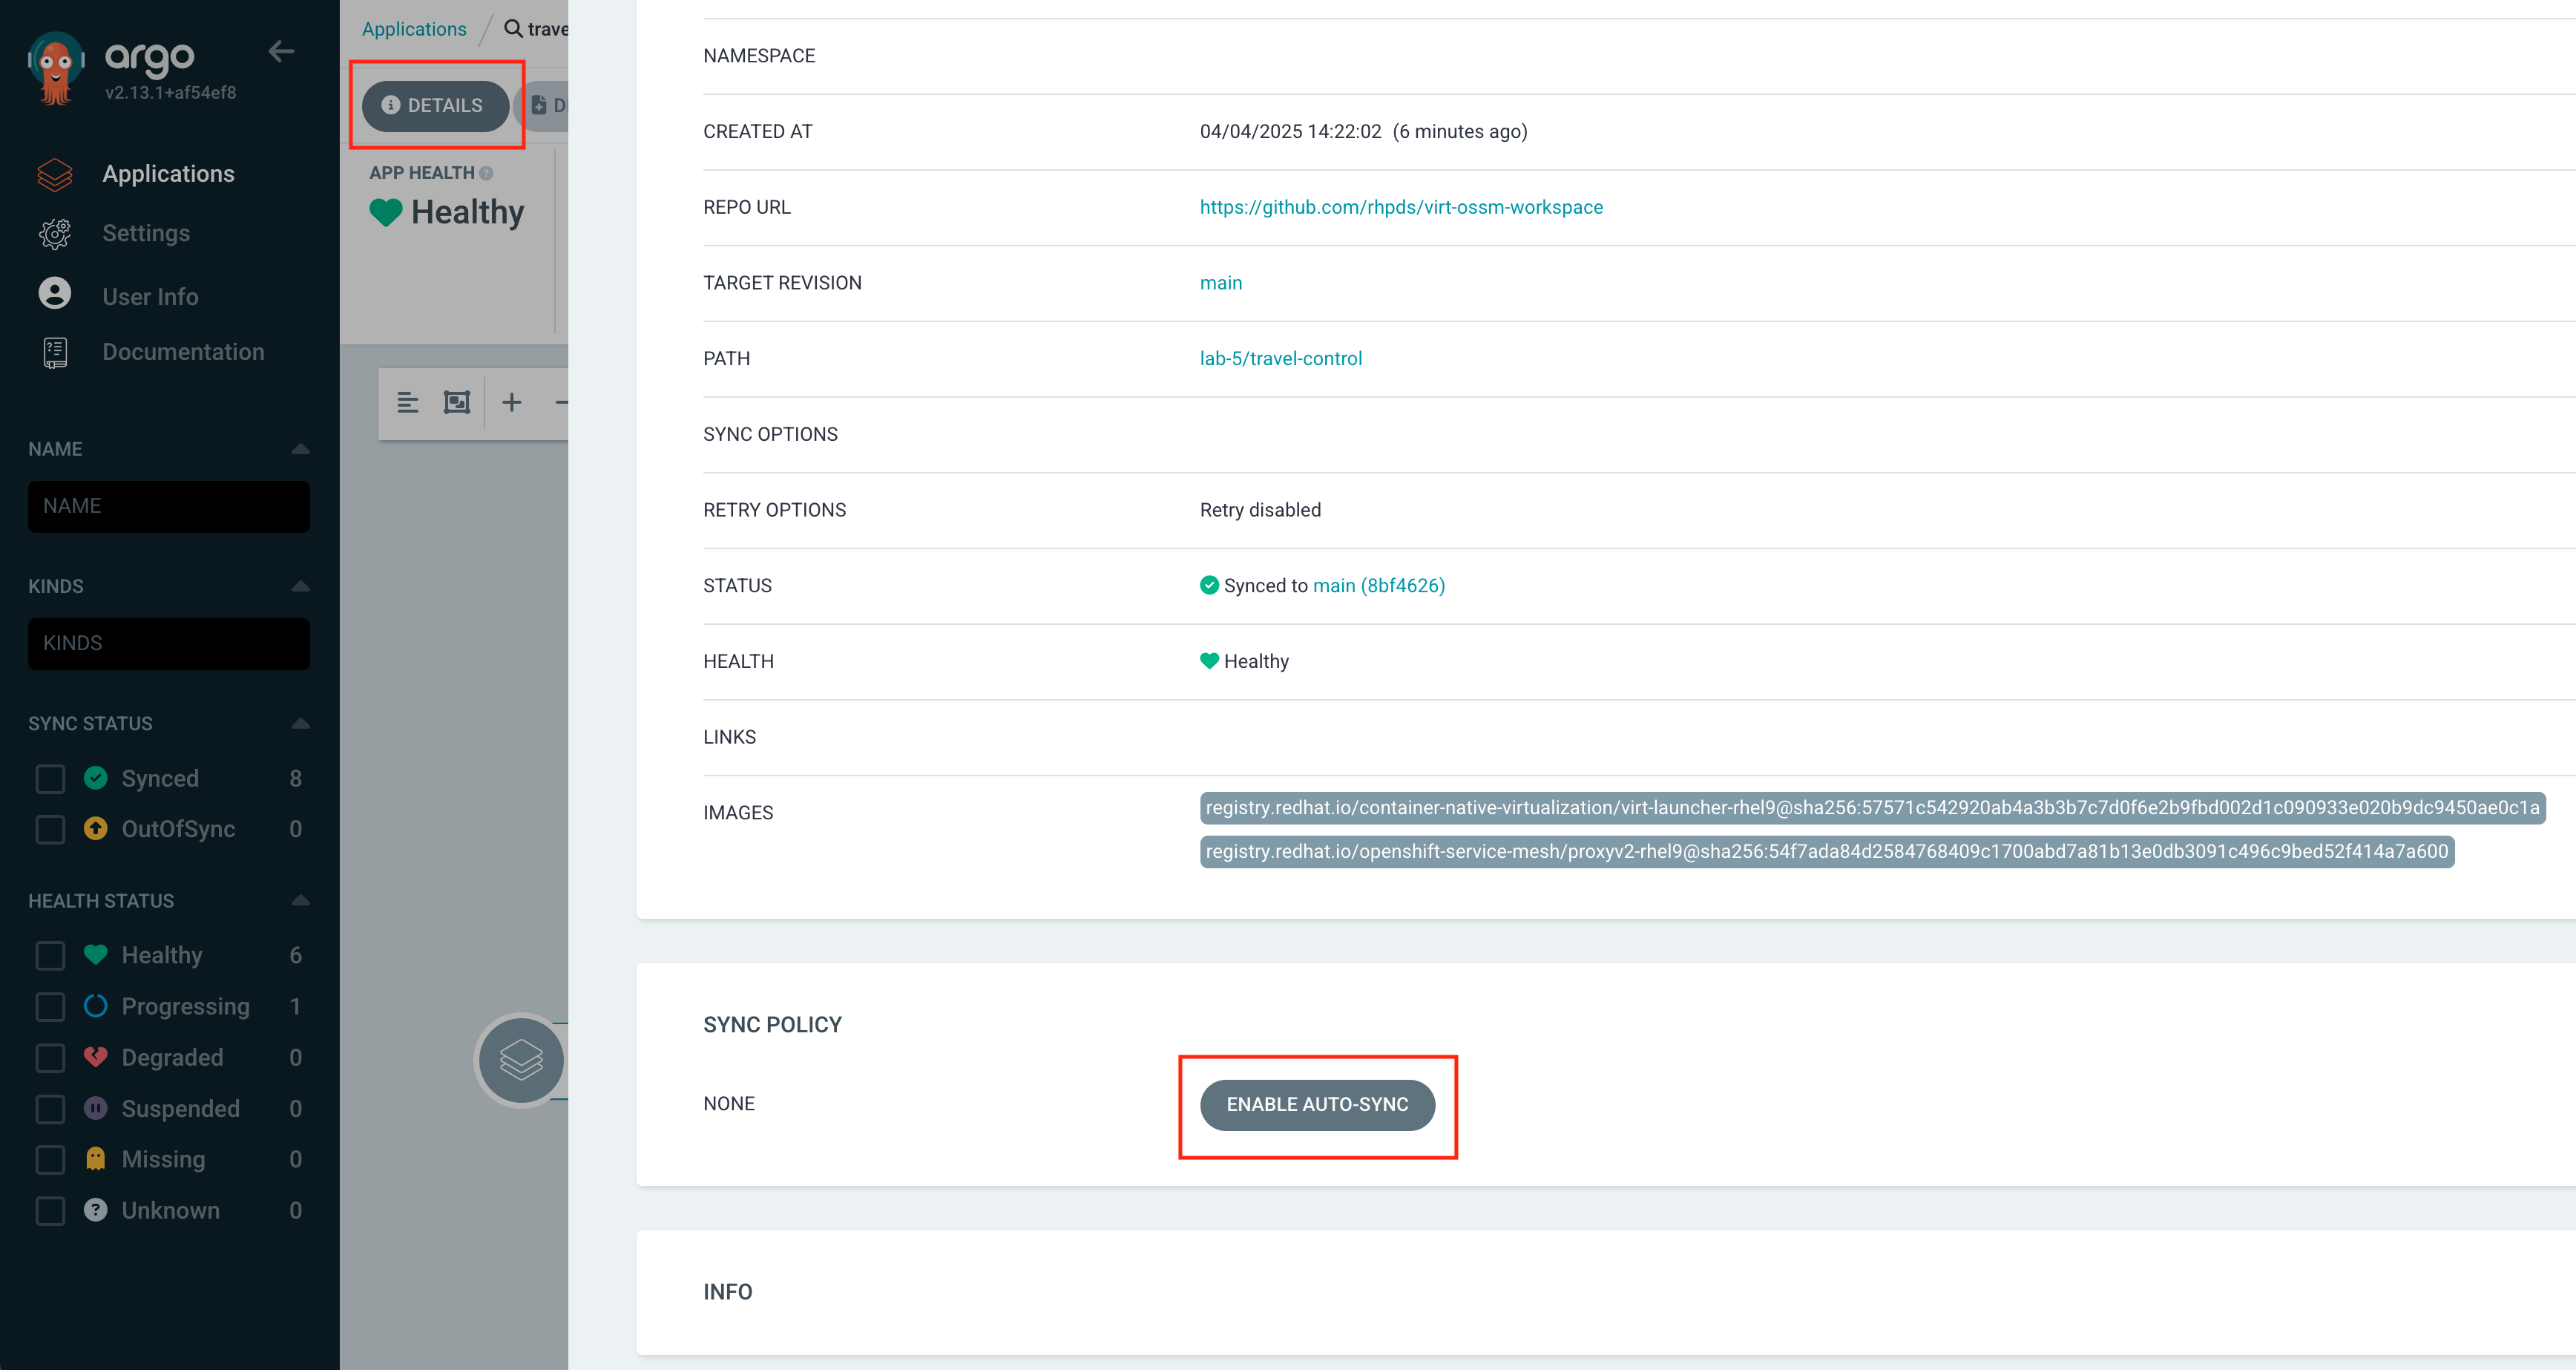 argo
v2.13.1+af54ef8
Applications
Settings
User Info
Documentation
NAME
NAME
KINDS
KINDS
SYNC STATUS
Synced 8
OutOfSync 0
HEALTH STATUS
Healthy 6
Progressing 1
Degraded 0
Suspended 0
Missing 0
Unknown 0
Applications / trave
DETAILS D
APP HEALTH
Healthy
NAMESPACE
CREATED AT 04/04/2025 14:22:02 (6 minutes ago)
REPO URL https://github.com/rhpds/virt-ossm-workspace
TARGET REVISION main
PATH lab-5/travel-control
SYNC OPTIONS
RETRY OPTIONS Retry disabled
STATUS Synced to main (8bf4626)
HEALTH Healthy
LINKS
IMAGES registry.redhat.io/container-native-virtualization/virt-launcher-rhel9@sha256:57571c542920ab4a3b3b7c7d0f6e2b9fbd002d1c090933e020b9dc9450ae0c1a
registry.redhat.io/openshift-service-mesh/proxyv2-rhel9@sha256:54f7ada84d2584768409c1700abd7a81b13e0db3091c496c9bed52f414a7a600
SYNC POLICY
NONE ENABLE AUTO-SYNC
INFO